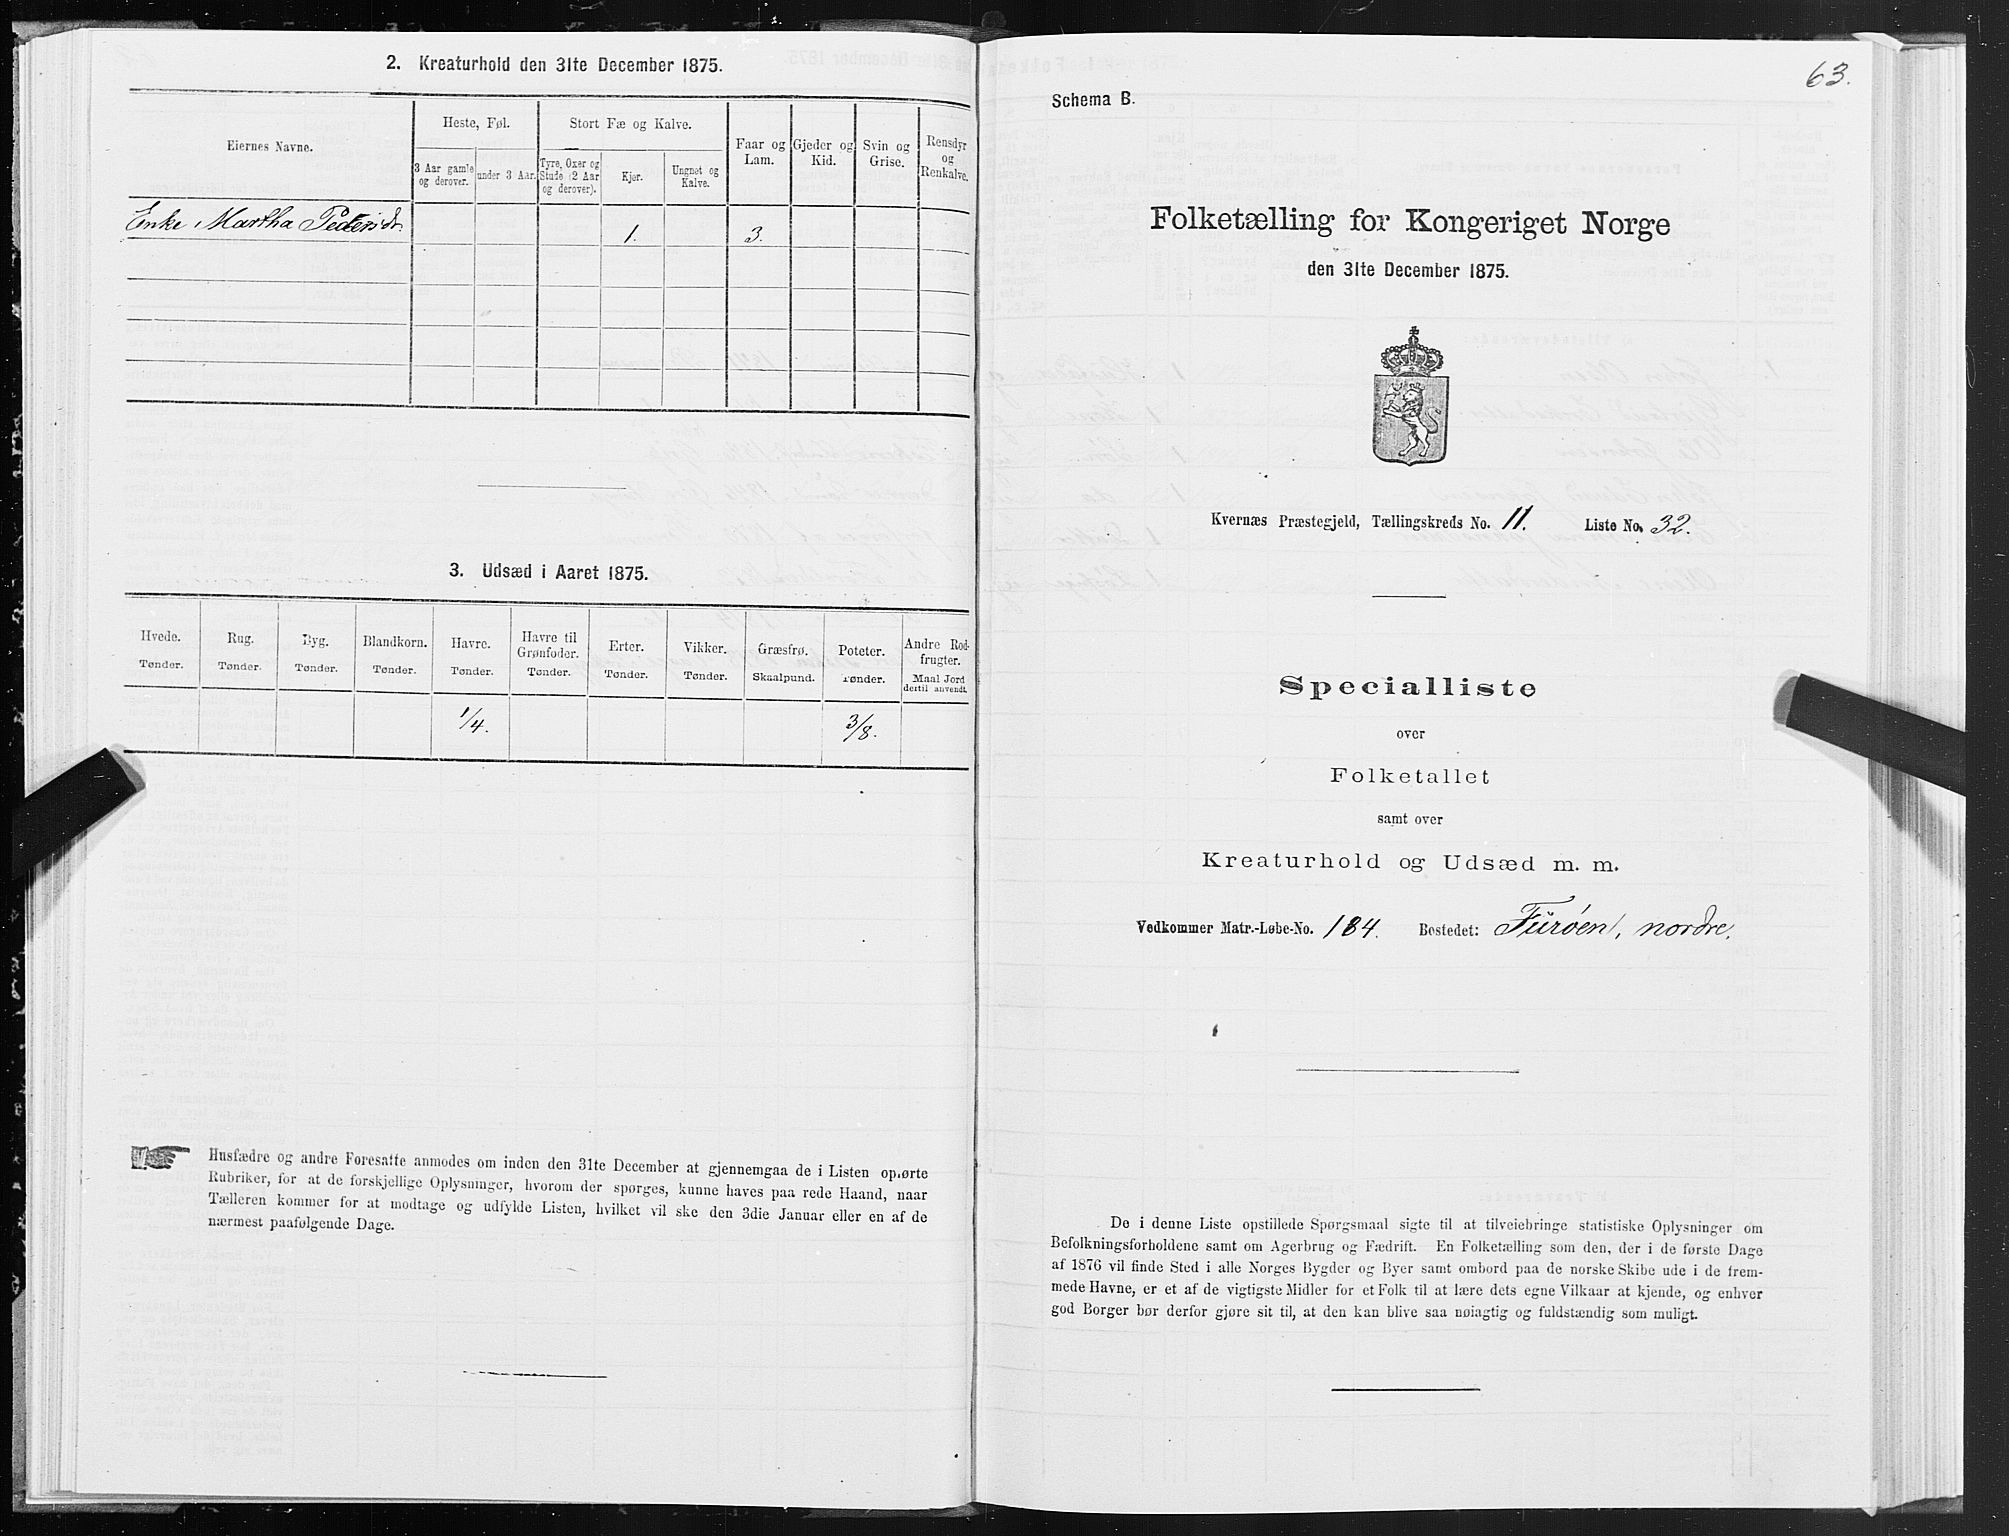 2. Kreaturhold den 31te December 1875.
Eiernes Navne.
Heste, Føl.
Stort Fæ og Kalve.
Faar og Lam.
Gjeder og Kid.
Svin og Grise.
Rensdyr og Renkalve.
3 Aar gamle og derover.
under 3 Aar.
Tyre, Oxer og Stude (2 Aar og derover).
Kjør.
Ungnet og Kalve.
Enke Martha Pedersdt. 1. 3.
3. Udsæd i Aaret 1875.
Hvede. Rug. Byg. Blandkorn. Havre. Havre til Grønfoder. Erter. Vikker. Græsfrø. Poteter. Andre Rodfrugter.
Tønder. Tønder. Tønder. Tønder. Tønder. Tønder. Tønder. Tønder. Skaalpund. Tønder. Maal Jord dertil anvendt.
1/4. 3/8.
Husfædre og andre Foresatte anmodes om inden den 31te December at gjennemgaa de i Listen opførte
Rubriker, for at de forskjellige Oplysninger, hvorom der spørges, kunne haves paa rede Haand, naar
Tælleren kommer for at modtage og udfylde Listen, hvilket vil ske den 3die Januar eller en af de
nærmest paafølgende Dage.
63.
Schema B.
Folketælling for Kongeriget Norge
den 31te December 1875.
Kvernæs Præstegjeld, Tællingskreds No. 11. Liste No. 32.
Specialliste
over
Folketallet
samt over
Kreaturhold og Udsæd m. m.
Vedkommer Matr.-Løbe-No. 184. Bostedet: Furøen, nordre.
De i denne Liste opstillede Spørgsmaal sigte til at tilveiebringe statistiske Oplysninger om
Befolkningsforholdene samt om Agerbrug og Fædrift. En Folketælling som den, der i de første Dage
af 1876 vil finde Sted i alle Norges Bygder og Byer samt ombord paa de norske Skibe ude i de frem-
mede Havne, er et af de vigtigste Midler for et Folk til at lære dets egne Vilkaar at kjende, og enhver
god Borger bør derfor gjøre sit til, at den kan blive saa nøiagtig og fuldstændig som muligt.